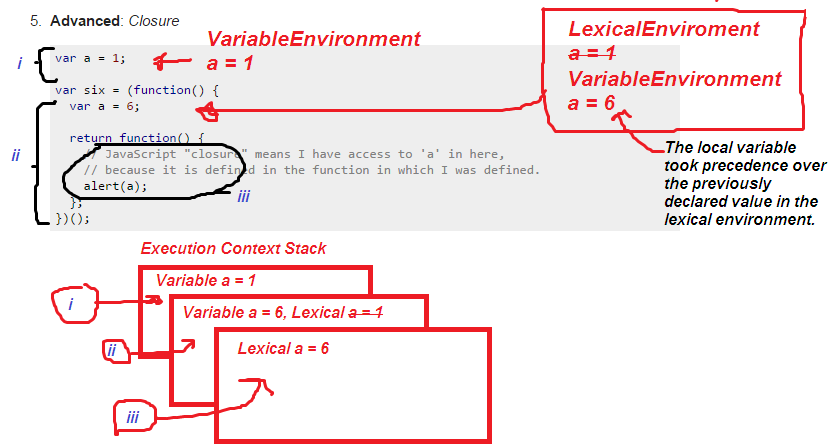 5. Advanced: Closure
VariableEnvironment
a = 1
LexicalEnviroment
a = 1
VariableEnvironment
a = 6
i
var a = 1;
var six = (function() {
var a = 6;
ii
return function() {
// JavaScript "closure" means I have access to 'a' in here,
// because it is defined in the function in which I was defined.
alert(a);
};
})();
iii
The local variable
took precedence over
the previously
declared value in the
lexical environment.
Execution Context Stack
Variable a = 1
i
Variable a = 6, Lexical a = 1
ii
Lexical a = 6
iii